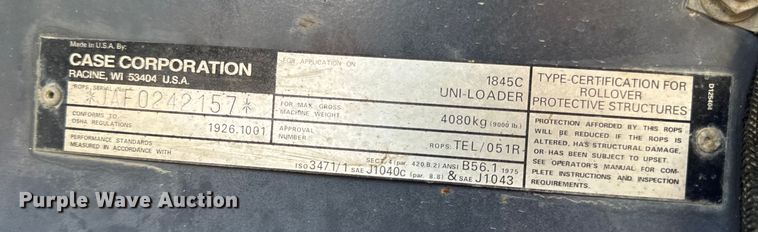 Made in U.S.A. By:
CASE CORPORATION
RACINE, WI 53404 U.S.A.
ROPS SERIAL
*JAF0242157*
CONFORMS TO
OSHA REGULATIONS
1926.1001
PERFORMANCE STANDARDS
MEASURED IN ACCORDANCE WITH
FOR APPLICATION ON
1845C
UNI-LOADER
FOR MAX. GROSS
MACHINE WEIGHT
4080kg (9000 lb.)
APPROVAL
NUMBER
ROPS TEL/051R
SECT. 4 (par. 420.B.2) ANSI B56.1 1975
ISO 3471/1 SAE J1040c (par. 8.8) & SAE J1043
TYPE-CERTIFICATION FOR
ROLLOVER
PROTECTIVE STRUCTURES
PROTECTION AFFORDED BY THIS ROPS
WILL BE REDUCED IF THE ROPS IS
ALTERED, HAS STRUCTURAL DAMAGE,
OR HAS BEEN SUBJECT TO UPSET.
SEE OPERATOR'S MANUAL FOR COM-
PLETE INSTRUCTIONS AND INSPECTION
REQUIREMENTS.
D125404
Purple Wave Auction